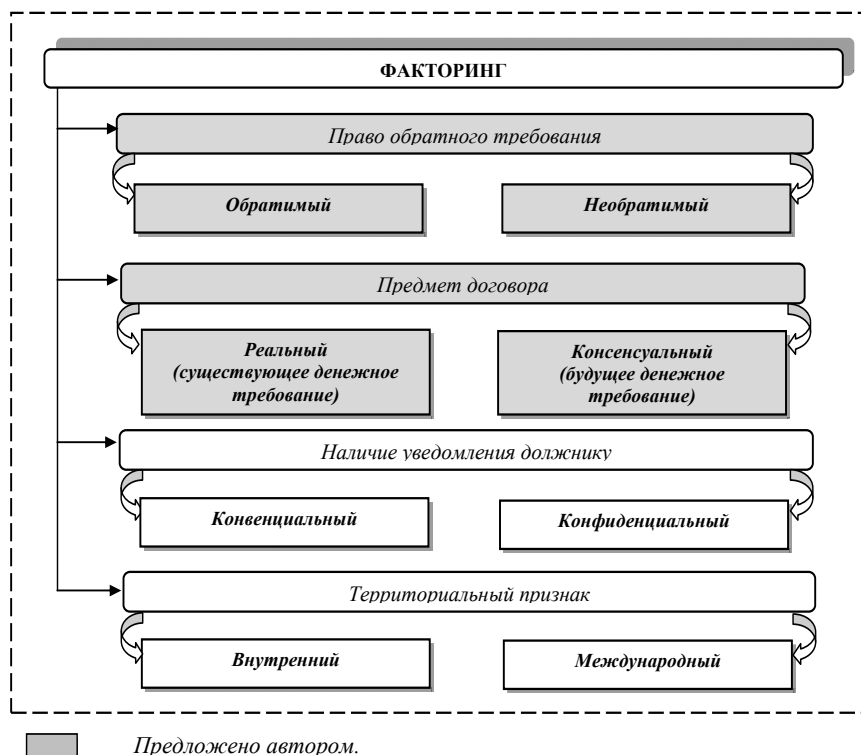 ФАКТОРИНГ
Право обратного требования
Обратимый
Необратимый
Предмет договора
Реальный
(существующее денежное
требование)
Консенсуальный
(будущее денежное
требование)
Наличие уведомления должнику
Конвенциальный
Конфиденциальный
Территориальный признак
Внутренний
Международный
Предложено автором.